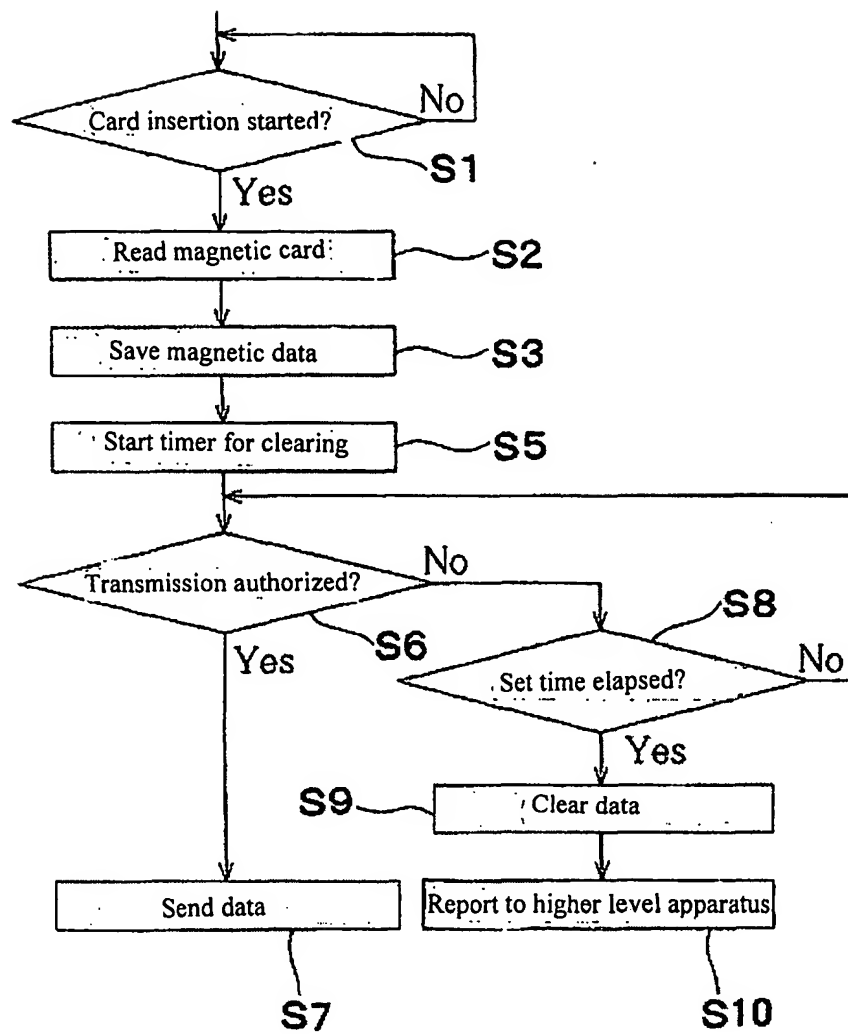 No
Card insertion started?
S1
Yes
Read magnetic card
S2
Save magnetic data
S3
Start timer for clearing
S5
Transmission authorized?
No
S6
Yes
S8
Set time elapsed?
No
Yes
S9
Clear data
Send data
Report to higher level apparatus
S7
S10